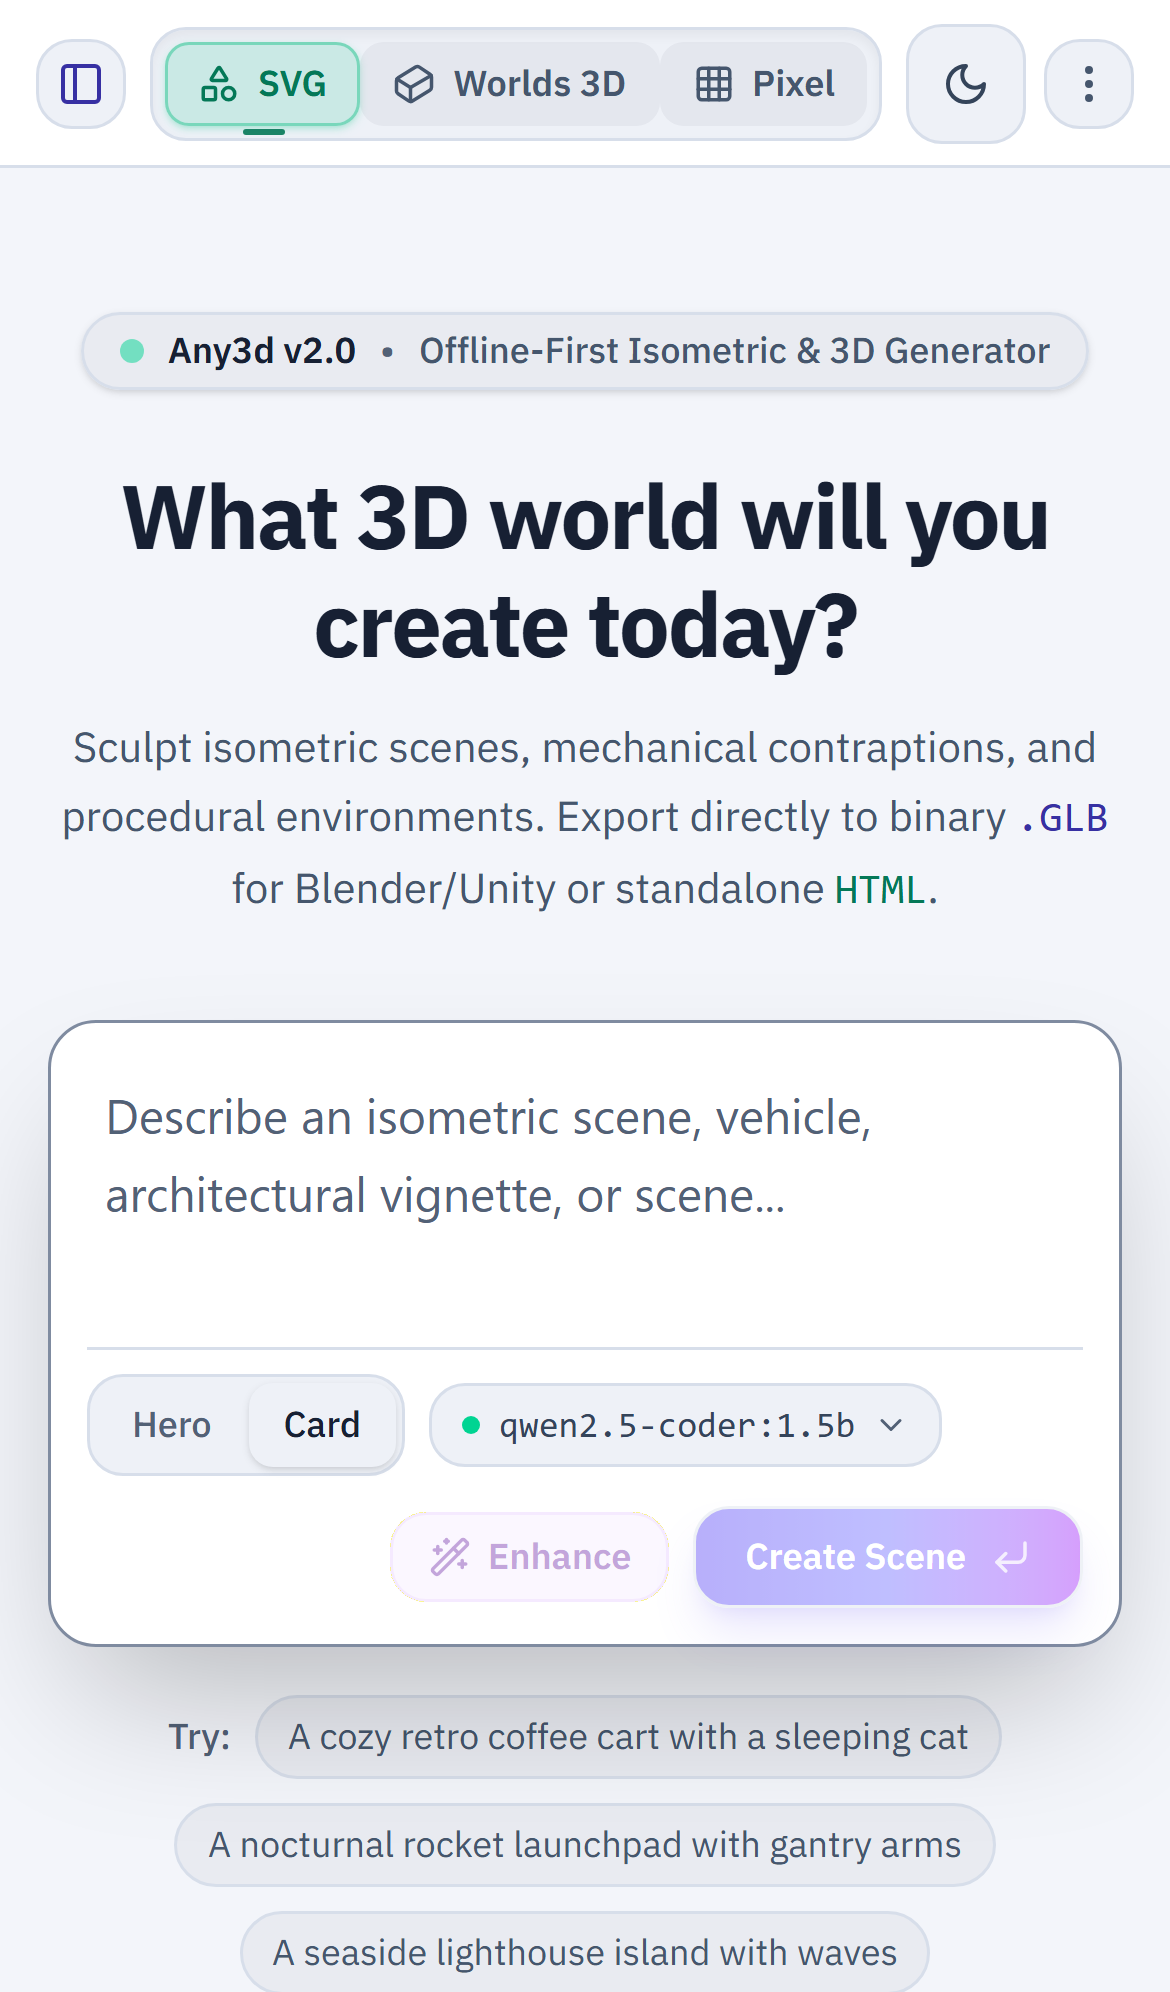 SVG Worlds 3D Pixel
Any3d v2.0 • Offline-First Isometric & 3D Generator
What 3D world will you
create today?
Sculpt isometric scenes, mechanical contraptions, and
procedural environments. Export directly to binary .GLB
for Blender/Unity or standalone HTML.
Describe an isometric scene, vehicle,
architectural vignette, or scene...
Hero Card qwen2.5-coder:1.5b
Enhance Create Scene
Try: A cozy retro coffee cart with a sleeping cat
A nocturnal rocket launchpad with gantry arms
A seaside lighthouse island with waves